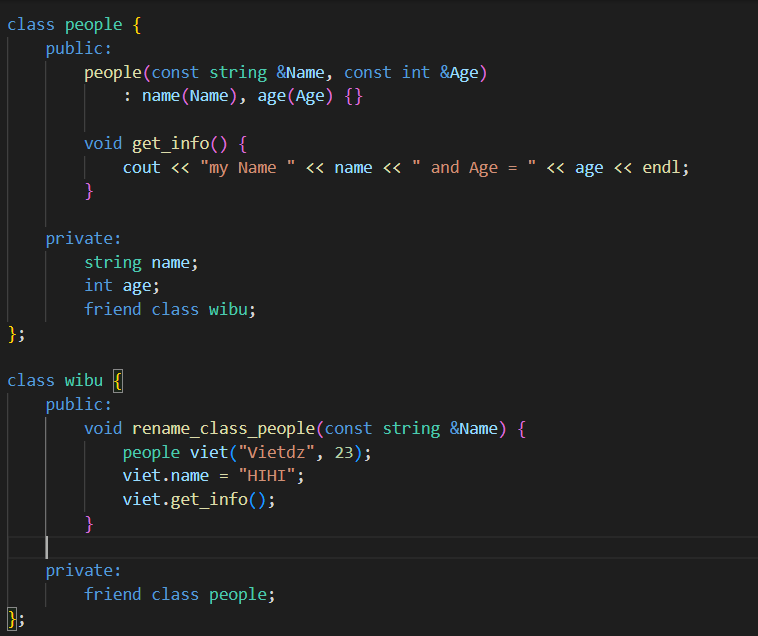 class people {
    public:
        people(const string &Name, const int &Age)
            : name(Name), age(Age) {}

        void get_info() {
            cout << "my Name " << name << " and Age = " << age << endl;
        }

    private:
        string name;
        int age;
        friend class wibu;
};

class wibu {
    public:
        void rename_class_people(const string &Name) {
            people viet("Vietdz", 23);
            viet.name = "HIHI";
            viet.get_info();
        }

    private:
        friend class people;
};